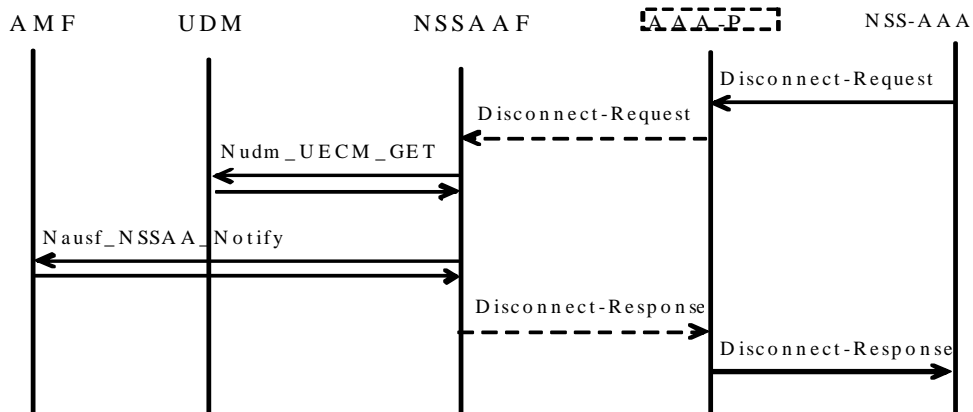 AMF UDM NSSAAF AAA-P NSS-AAA
Disconnect-Request
Disconnect-Request
Nudm_UECM_GET
Nausf_NSSAA_Notify
Disconnect-Response
Disconnect-Response